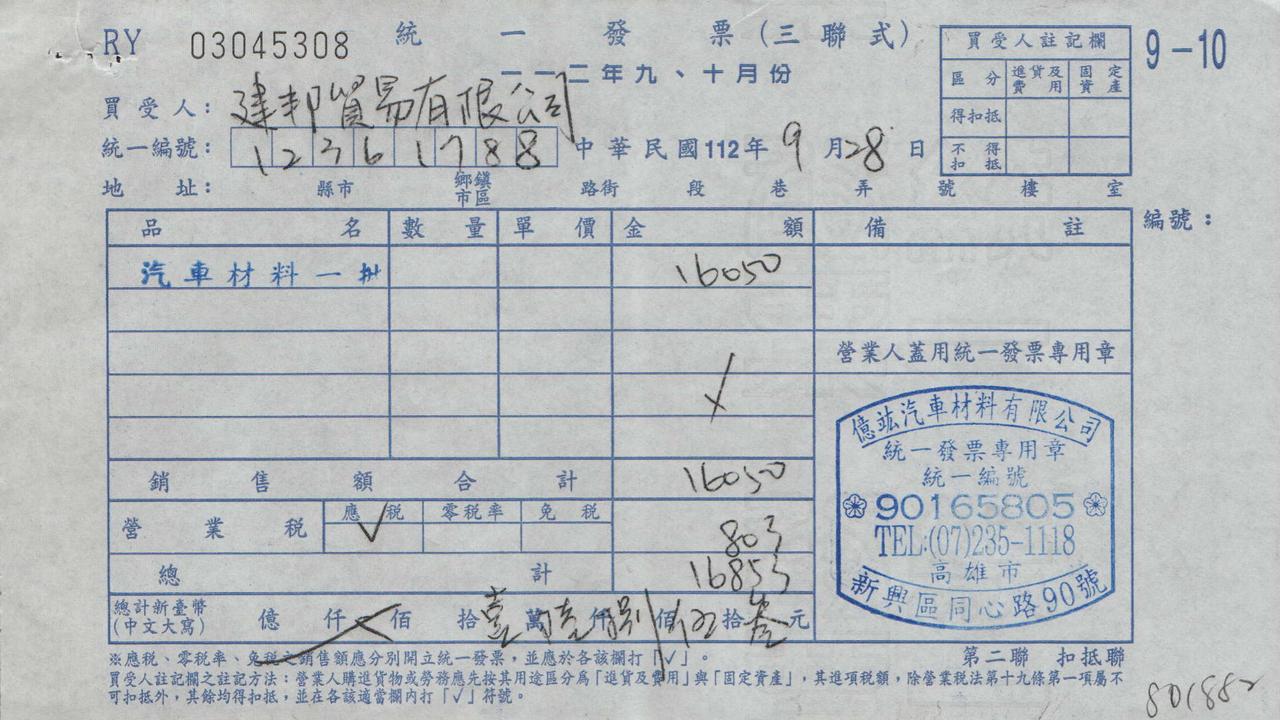 RY 03045308 統一發票(三聯式)
一一二年九、十月份
9-10
買受人註記欄
區分 進貨及費用 固定資產
得扣抵
不得扣抵
買受人: 建邦貿易有限公司
統一編號: 12361788 中華民國112年9月28日
地址: 縣市 鄉鎮市區 路街 段 巷 弄 號 樓 室
品名 數量 單價 金額 備註 編號:
汽車材料一批 16050
營業人蓋用統一發票專用章
銷售額合計 16050
營業稅 應稅 ✓ 零稅率 免稅 803
總計 16853
總計新臺幣(中文大寫) 億 仟 佰 拾壹萬陸仟捌佰伍拾叁元
億竑汽車材料有限公司
統一發票專用章
統一編號
90165805
TEL:(07)235-1118
高雄市
新興區同心路90號
※應稅、零稅率、免稅之銷售額應分別開立統一發票,並應於各該欄打「✓」。
第二聯 扣抵聯
買受人註記欄之註記方法:營業人購進貨物或勞務應先按其用途區分為「進貨及費用」與「固定資產」,其進項稅額,除營業稅法第十九條第一項屬不
可扣抵外,其餘均得扣抵,並在各該適當欄內打「✓」符號。
801882